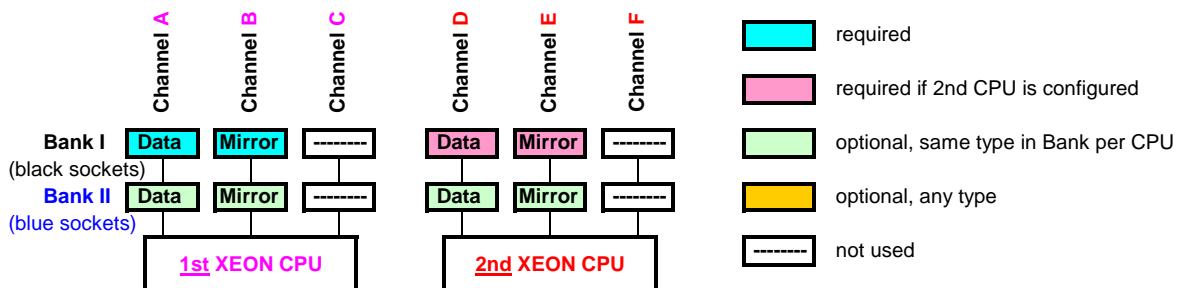 Channel A
Channel B
Channel C
Channel D
Channel E
Channel F
Bank I Data Mirror -------- Data Mirror --------
(black sockets)
Bank II Data Mirror -------- Data Mirror --------
(blue sockets)
1st XEON CPU
2nd XEON CPU
required
required if 2nd CPU is configured
optional, same type in Bank per CPU
optional, any type
-------- not used